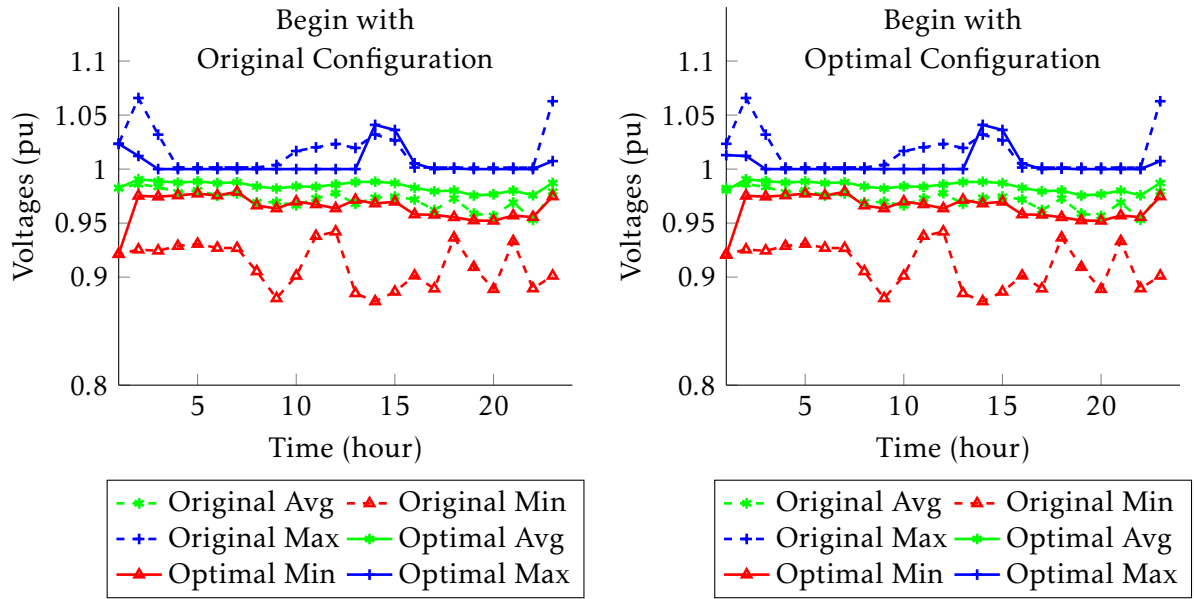 Begin with
Original Configuration
Voltages (pu)
1.1
1.05
1
0.95
0.9
0.8
5 10 15 20
Time (hour)
Original Avg Original Min
Original Max Optimal Avg
Optimal Min Optimal Max
Begin with
Optimal Configuration
Voltages (pu)
1.1
1.05
1
0.95
0.9
0.8
5 10 15 20
Time (hour)
Original Avg Original Min
Original Max Optimal Avg
Optimal Min Optimal Max